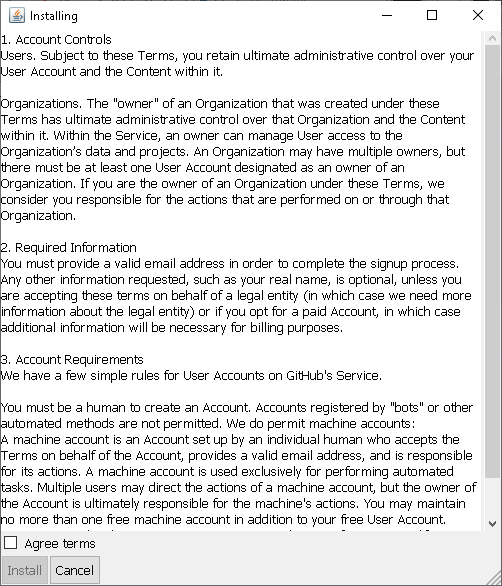 Installing
1. Account Controls
Users. Subject to these Terms, you retain ultimate administrative control over your
User Account and the Content within it.
Organizations. The "owner" of an Organization that was created under these
Terms has ultimate administrative control over that Organization and the Content
within it. Within the Service, an owner can manage User access to the
Organization’s data and projects. An Organization may have multiple owners, but
there must be at least one User Account designated as an owner of an
Organization. If you are the owner of an Organization under these Terms, we
consider you responsible for the actions that are performed on or through that
Organization.
2. Required Information
You must provide a valid email address in order to complete the signup process.
Any other information requested, such as your real name, is optional, unless you
are accepting these terms on behalf of a legal entity (in which case we need more
information about the legal entity) or if you opt for a paid Account, in which case
additional information will be necessary for billing purposes.
3. Account Requirements
We have a few simple rules for User Accounts on GitHub's Service.
You must be a human to create an Account. Accounts registered by "bots" or other
automated methods are not permitted. We do permit machine accounts:
A machine account is an Account set up by an individual human who accepts the
Terms on behalf of the Account, provides a valid email address, and is responsible
for its actions. A machine account is used exclusively for performing automated
tasks. Multiple users may direct the actions of a machine account, but the owner of
the Account is ultimately responsible for the machine's actions. You may maintain
no more than one free machine account in addition to your free User Account.
Agree terms
Install Cancel